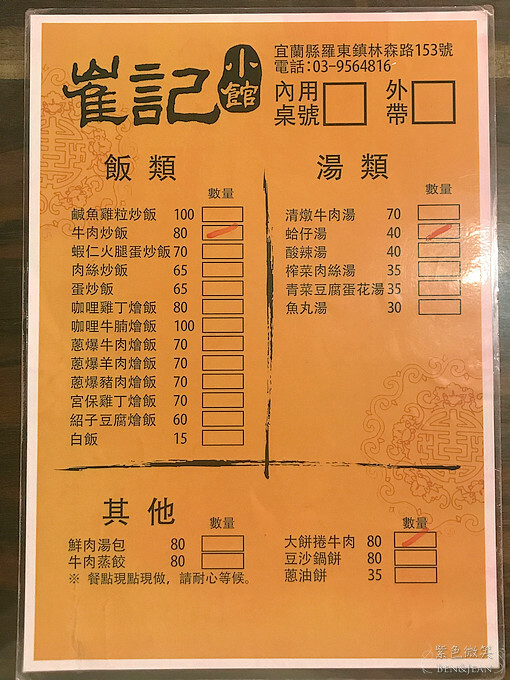 崔記小館
宜蘭縣羅東鎮林森路153號
電話:03-9564816
內用 外
桌號 帶
飯類
數量
鹹魚雞粒炒飯 100
牛肉炒飯 80
蝦仁火腿蛋炒飯 70
肉絲炒飯 65
蛋炒飯 65
咖哩雞丁燴飯 80
咖哩牛腩燴飯 100
蔥爆牛肉燴飯 70
蔥爆羊肉燴飯 70
蔥爆豬肉燴飯 70
宮保雞丁燴飯 70
紹子豆腐燴飯 60
白飯 15
湯類
數量
清燉牛肉湯 70
蛤仔湯 40
酸辣湯 40
榨菜肉絲湯 35
青菜豆腐蛋花湯 35
魚丸湯 30
其他
數量
鮮肉湯包 80
牛肉蒸餃 80
※ 餐點現點現做，請耐心等候。
數量
大餅捲牛肉 80
豆沙鍋餅 80
蔥油餅 35
紫色微笑
BEN&JEAN